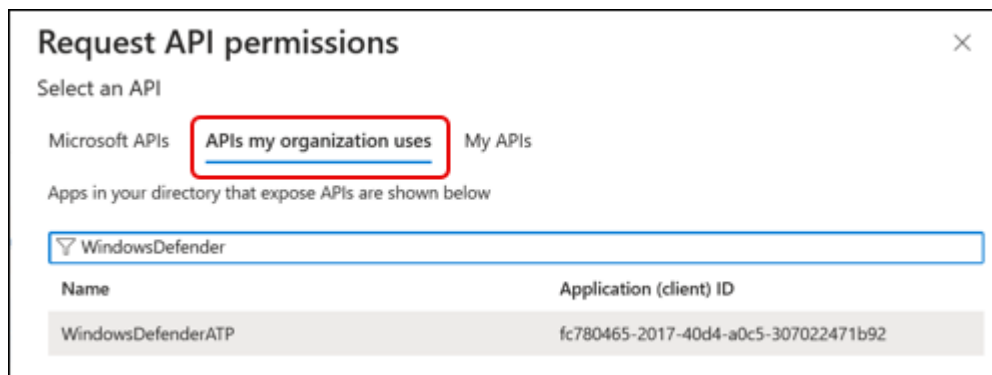 Request API permissions
Select an API
Microsoft APIs APIs my organization uses My APIs
Apps in your directory that expose APIs are shown below
WindowsDefender
Name Application (client) ID
WindowsDefenderATP fc780465-2017-40d4-a0c5-307022471b92